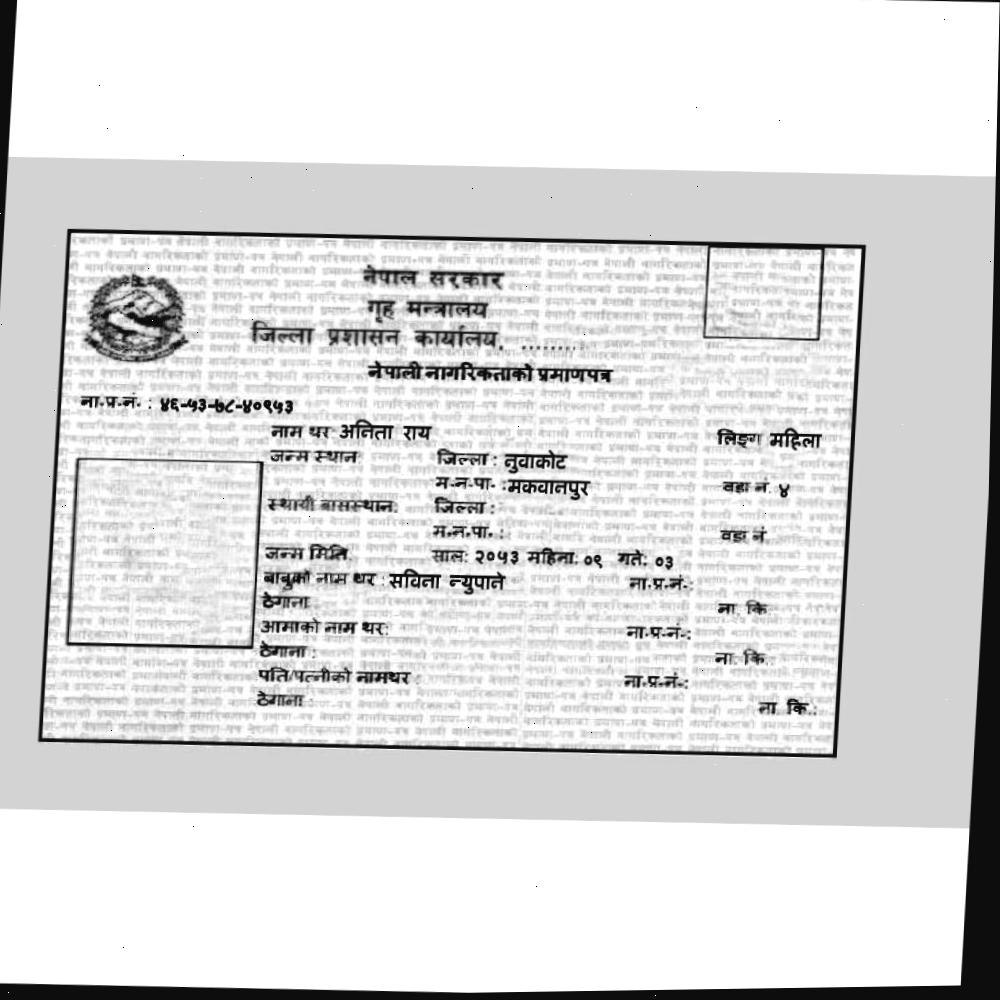 नेपाल सरकार
गृह मन्त्रालय
जिल्ला प्रशासन कार्यालय, .........
नेपाली नागरिकताको प्रमाणपत्र
ना.प्र.नं. : ४६-५३-७८-४०९५३
नाम थर अनिता राय लिङ्ग महिला
जन्म स्थान: जिल्ला : नुवाकोट
म.न.पा. : मकवानपुर वडा नं. ४
स्थायी बासस्थान: जिल्ला :
म.न.पा. : वडा नं.
जन्म मिति: साल: २०५३ महिना: ०९ गते: ०३
बाबुको नाम थर : सविता न्युपाते ना.प्र.नं.:
ठेगाना ना. कि.:
आमाको नाम थर: ना.प्र.नं.:
ठेगाना : ना. कि.:
पति/पत्नीको नामथर : ना.प्र.नं.:
ठेगाना : ना. कि.: